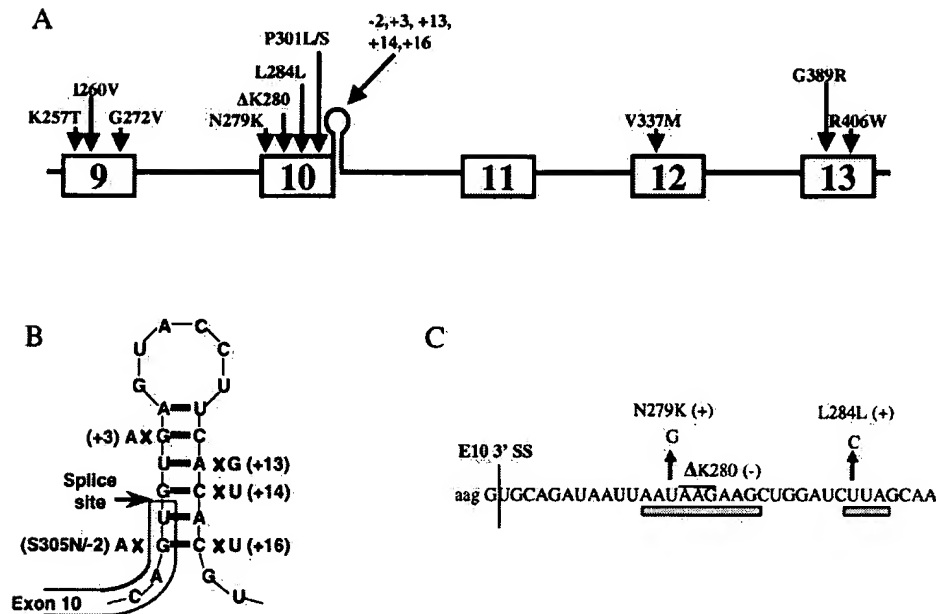 A
-2,+3, +13,
+14,+16
P301L/S
L284L
ΔK280
N279K
I260V
K257T
G272V
G389R
V337M
R406W
9
10
11
12
13
B
A C
U C
G U
A U
(+3) A X G C
U A X G (+13)
Splice
site
G C X U (+14)
U A
(S305N/-2) A X G C X U (+16)
A G
C U
Exon 10
C
N279K (+)
L284L (+)
G
C
E10 3' SS
ΔK280 (-)
aag GUGCAGAUAAUUAAUAAGAAGCUGGAUCUUAGCAA